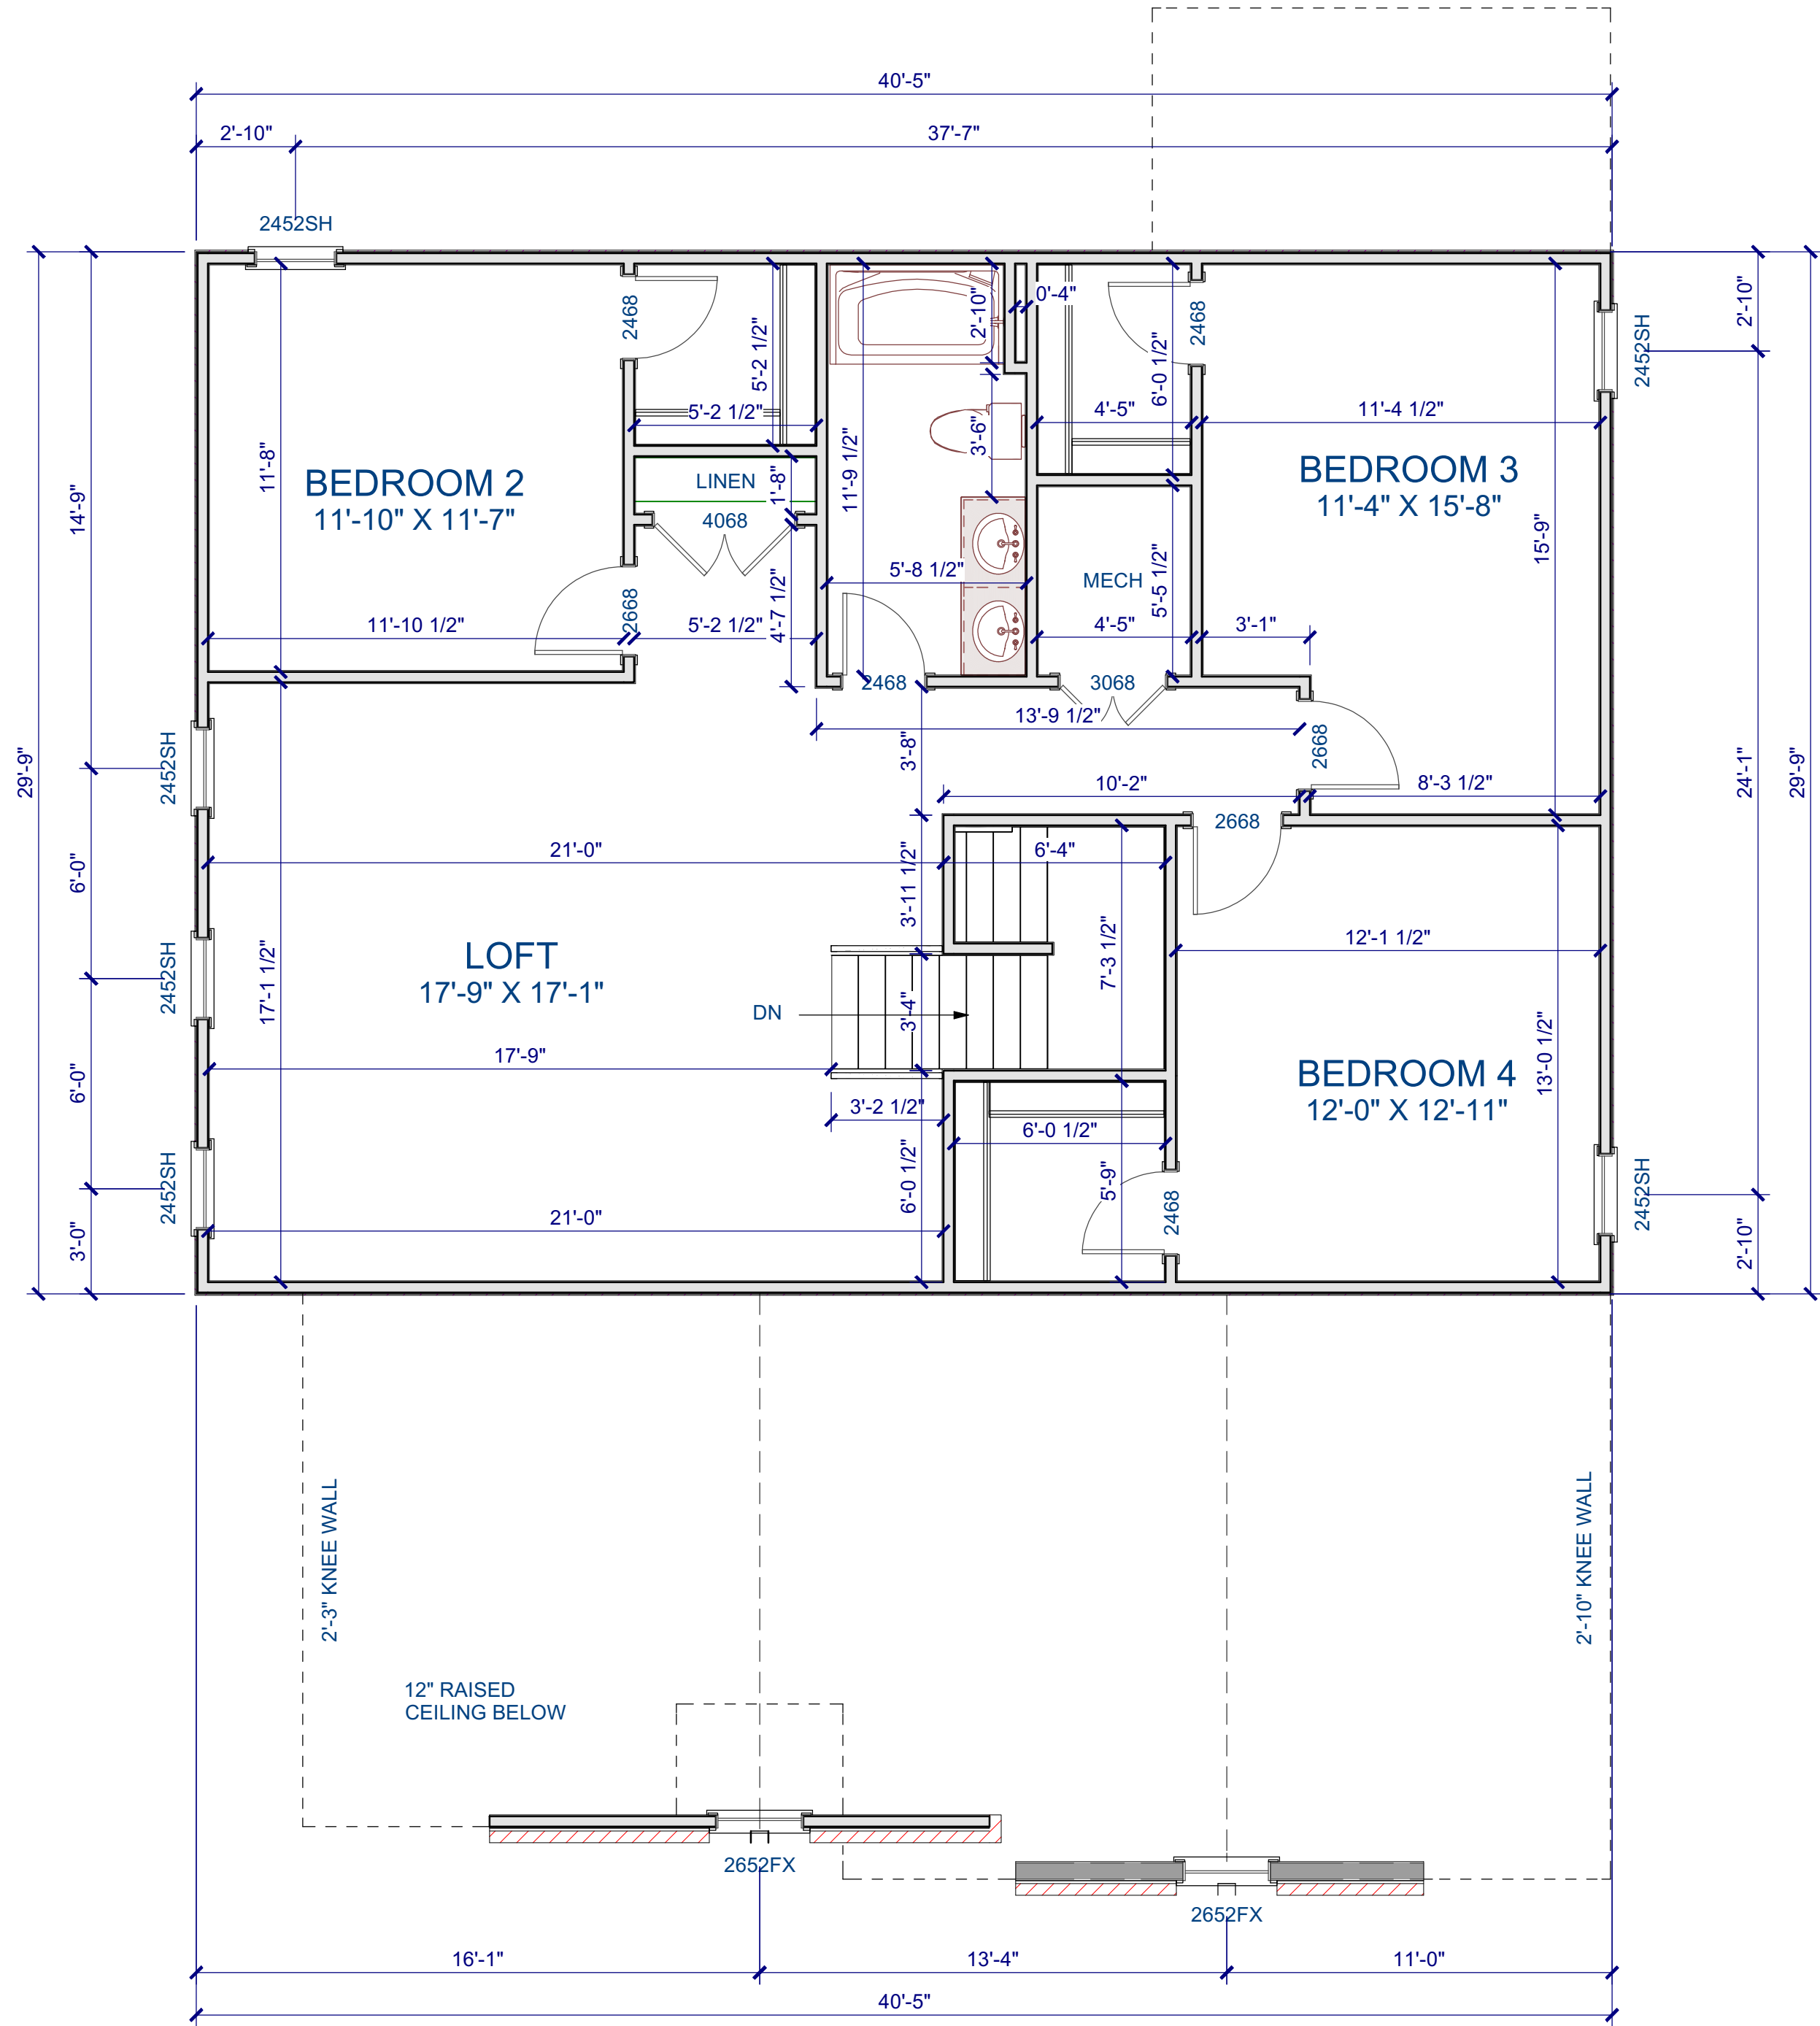 40'-5"
2'-10"
37'-7"
2452SH
2468
5'-2 1/2"
5'-2 1/2"
2'-10"
0'-4"
2468
6'-0 1/2"
4'-5"
11'-4 1/2"
2452SH
2'-10"
14'-9"
11'-8"
BEDROOM 2
11'-10" X 11'-7"
LINEN
1'-8"
4068
11'-9 1/2"
3'-6"
BEDROOM 3
11'-4" X 15'-8"
15'-9"
5'-8 1/2"
MECH
5'-5 1/2"
4'-5"
3'-1"
11'-10 1/2"
2668
5'-2 1/2"
4'-7 1/2"
2468
3068
13'-9 1/2"
3'-8"
2668
10'-2"
8'-3 1/2"
2668
29'-9"
2452SH
24'-1"
29'-9"
6'-0"
21'-0"
3'-11 1/2"
6'-4"
LOFT
17'-9" X 17'-1"
17'-1 1/2"
2452SH
7'-3 1/2"
12'-1 1/2"
DN
3'-4"
17'-9"
6'-0"
3'-2 1/2"
BEDROOM 4
12'-0" X 12'-11"
13'-0 1/2"
6'-0 1/2"
6'-0 1/2"
5'-9"
2468
2452SH
2452SH
21'-0"
3'-0"
2'-10"
2'-3" KNEE WALL
2'-10" KNEE WALL
12" RAISED
CEILING BELOW
2652FX
2652FX
16'-1"
13'-4"
11'-0"
40'-5"